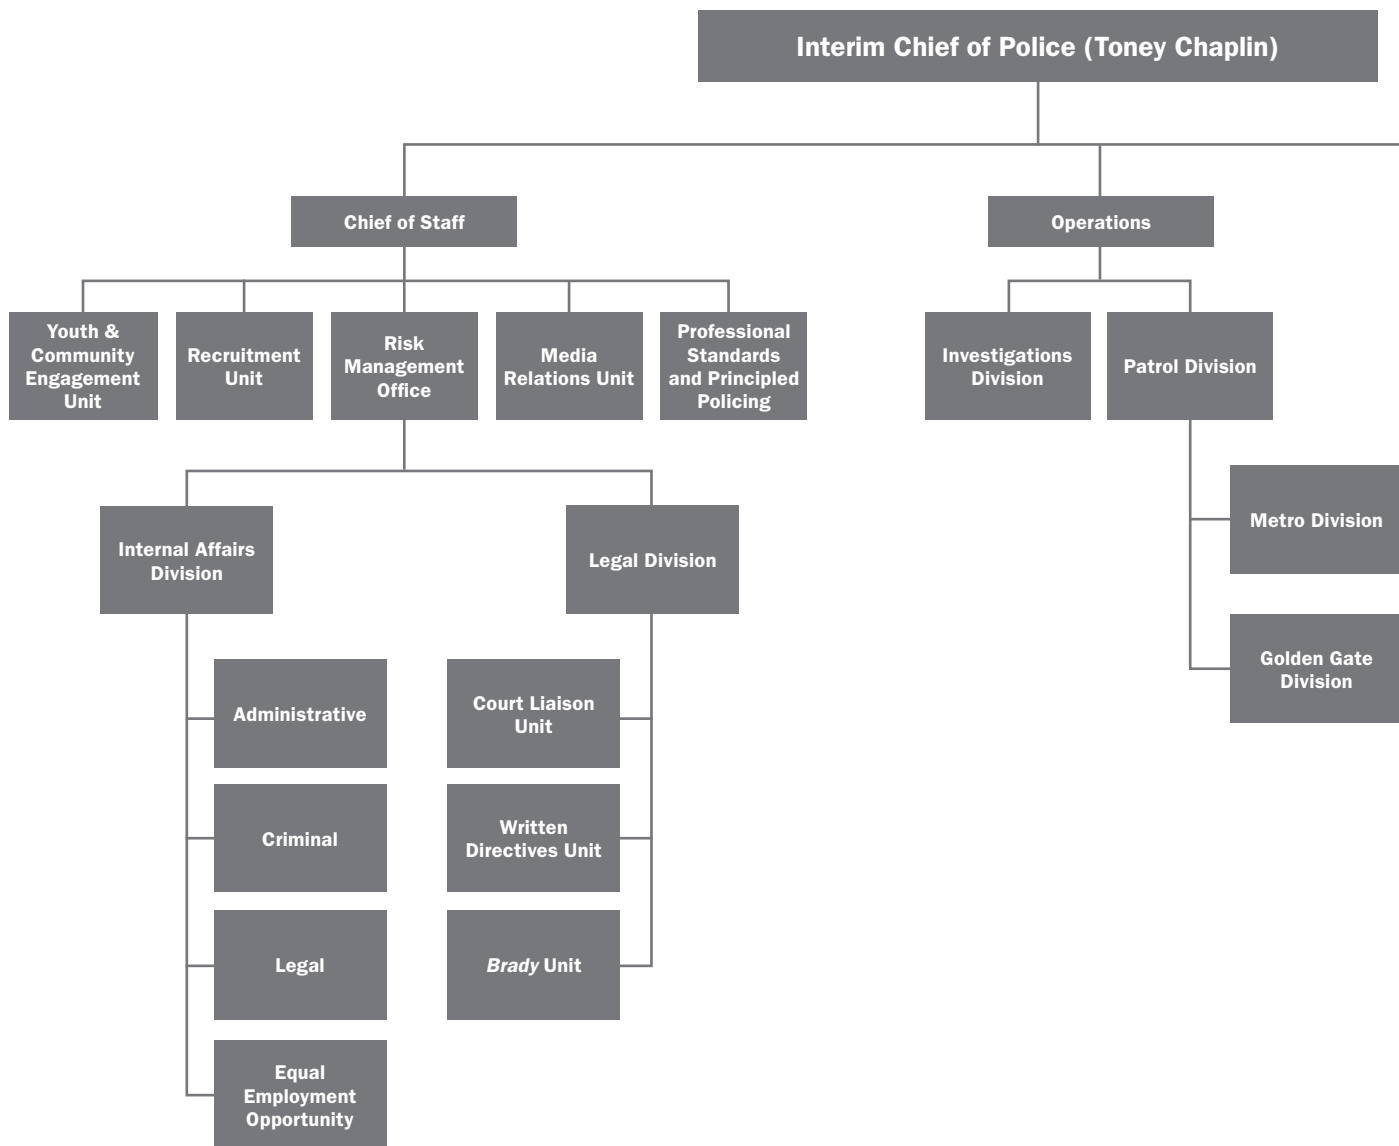 Interim Chief of Police (Toney Chaplin)
Chief of Staff
Operations
Youth &
Community
Engagement
Unit
Recruitment
Unit
Risk
Management
Office
Media
Relations Unit
Professional
Standards
and Principled
Policing
Investigations
Division
Patrol Division
Internal Affairs
Division
Legal Division
Metro Division
Golden Gate
Division
Administrative
Criminal
Legal
Equal
Employment
Opportunity
Court Liaison
Unit
Written
Directives Unit
Brady Unit